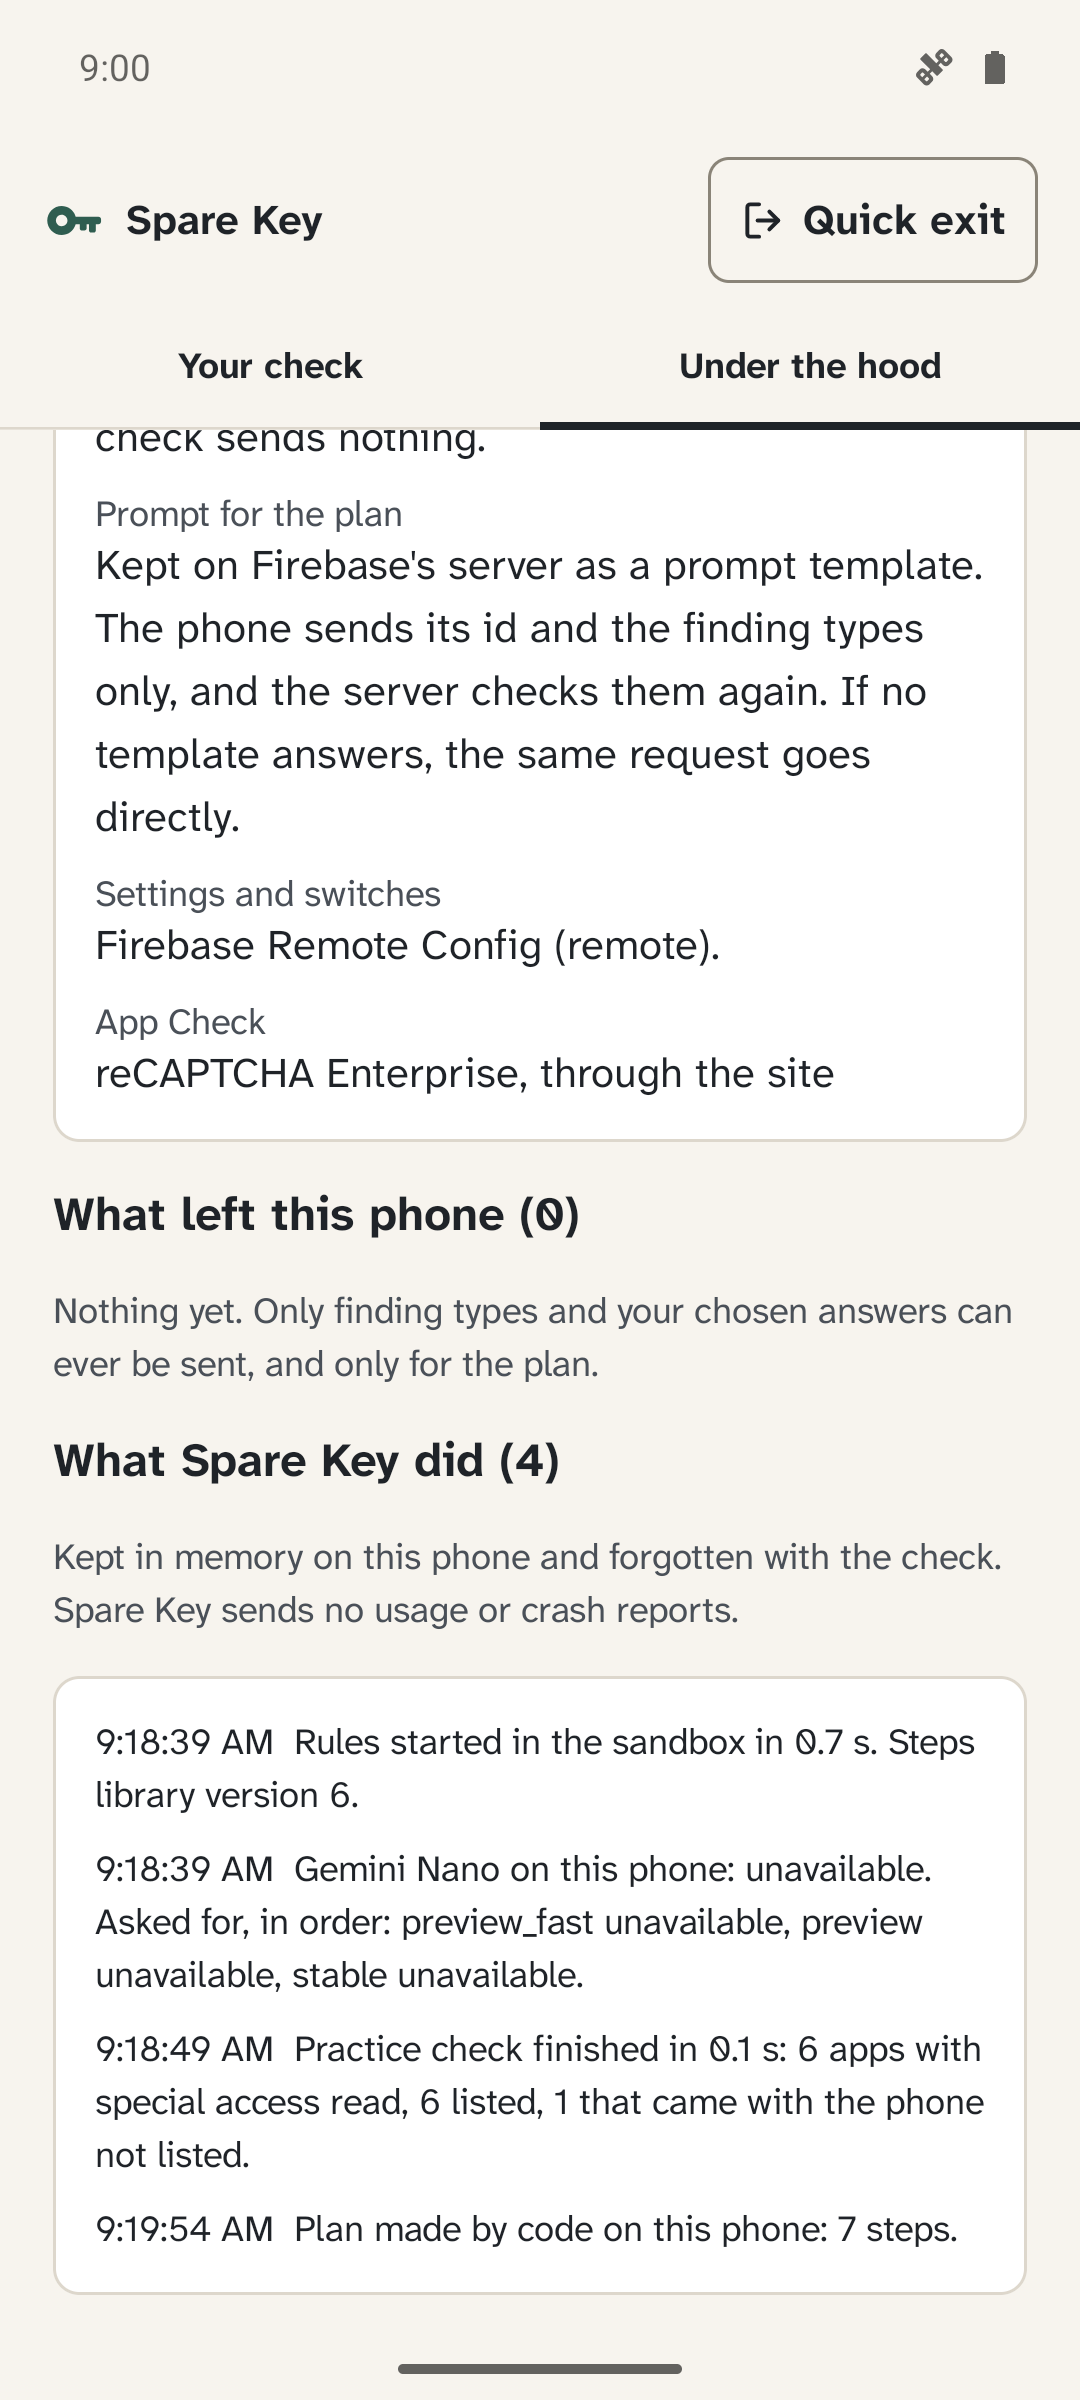 9:00
Spare Key
Quick exit
Your check
Under the hood
check sends nothing.
Prompt for the plan
Kept on Firebase's server as a prompt template.
The phone sends its id and the finding types
only, and the server checks them again. If no
template answers, the same request goes
directly.
Settings and switches
Firebase Remote Config (remote).
App Check
reCAPTCHA Enterprise, through the site
What left this phone (0)
Nothing yet. Only finding types and your chosen answers can
ever be sent, and only for the plan.
What Spare Key did (4)
Kept in memory on this phone and forgotten with the check.
Spare Key sends no usage or crash reports.
9:18:39 AM Rules started in the sandbox in 0.7 s. Steps
library version 6.
9:18:39 AM Gemini Nano on this phone: unavailable.
Asked for, in order: preview_fast unavailable, preview
unavailable, stable unavailable.
9:18:49 AM Practice check finished in 0.1 s: 6 apps with
special access read, 6 listed, 1 that came with the phone
not listed.
9:19:54 AM Plan made by code on this phone: 7 steps.